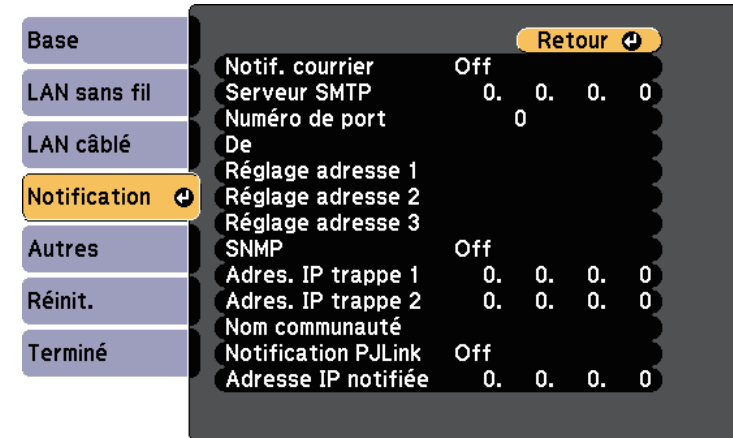 Base
LAN sans fil
LAN câblé
Notification
Autres
Réinit.
Terminé
Retour
Notif. courrier Off
Serveur SMTP 0. 0. 0. 0
Numéro de port 0
De
Réglage adresse 1
Réglage adresse 2
Réglage adresse 3
SNMP Off
Adres. IP trappe 1 0. 0. 0. 0
Adres. IP trappe 2 0. 0. 0. 0
Nom communauté
Notification PJLink Off
Adresse IP notifiée 0. 0. 0. 0